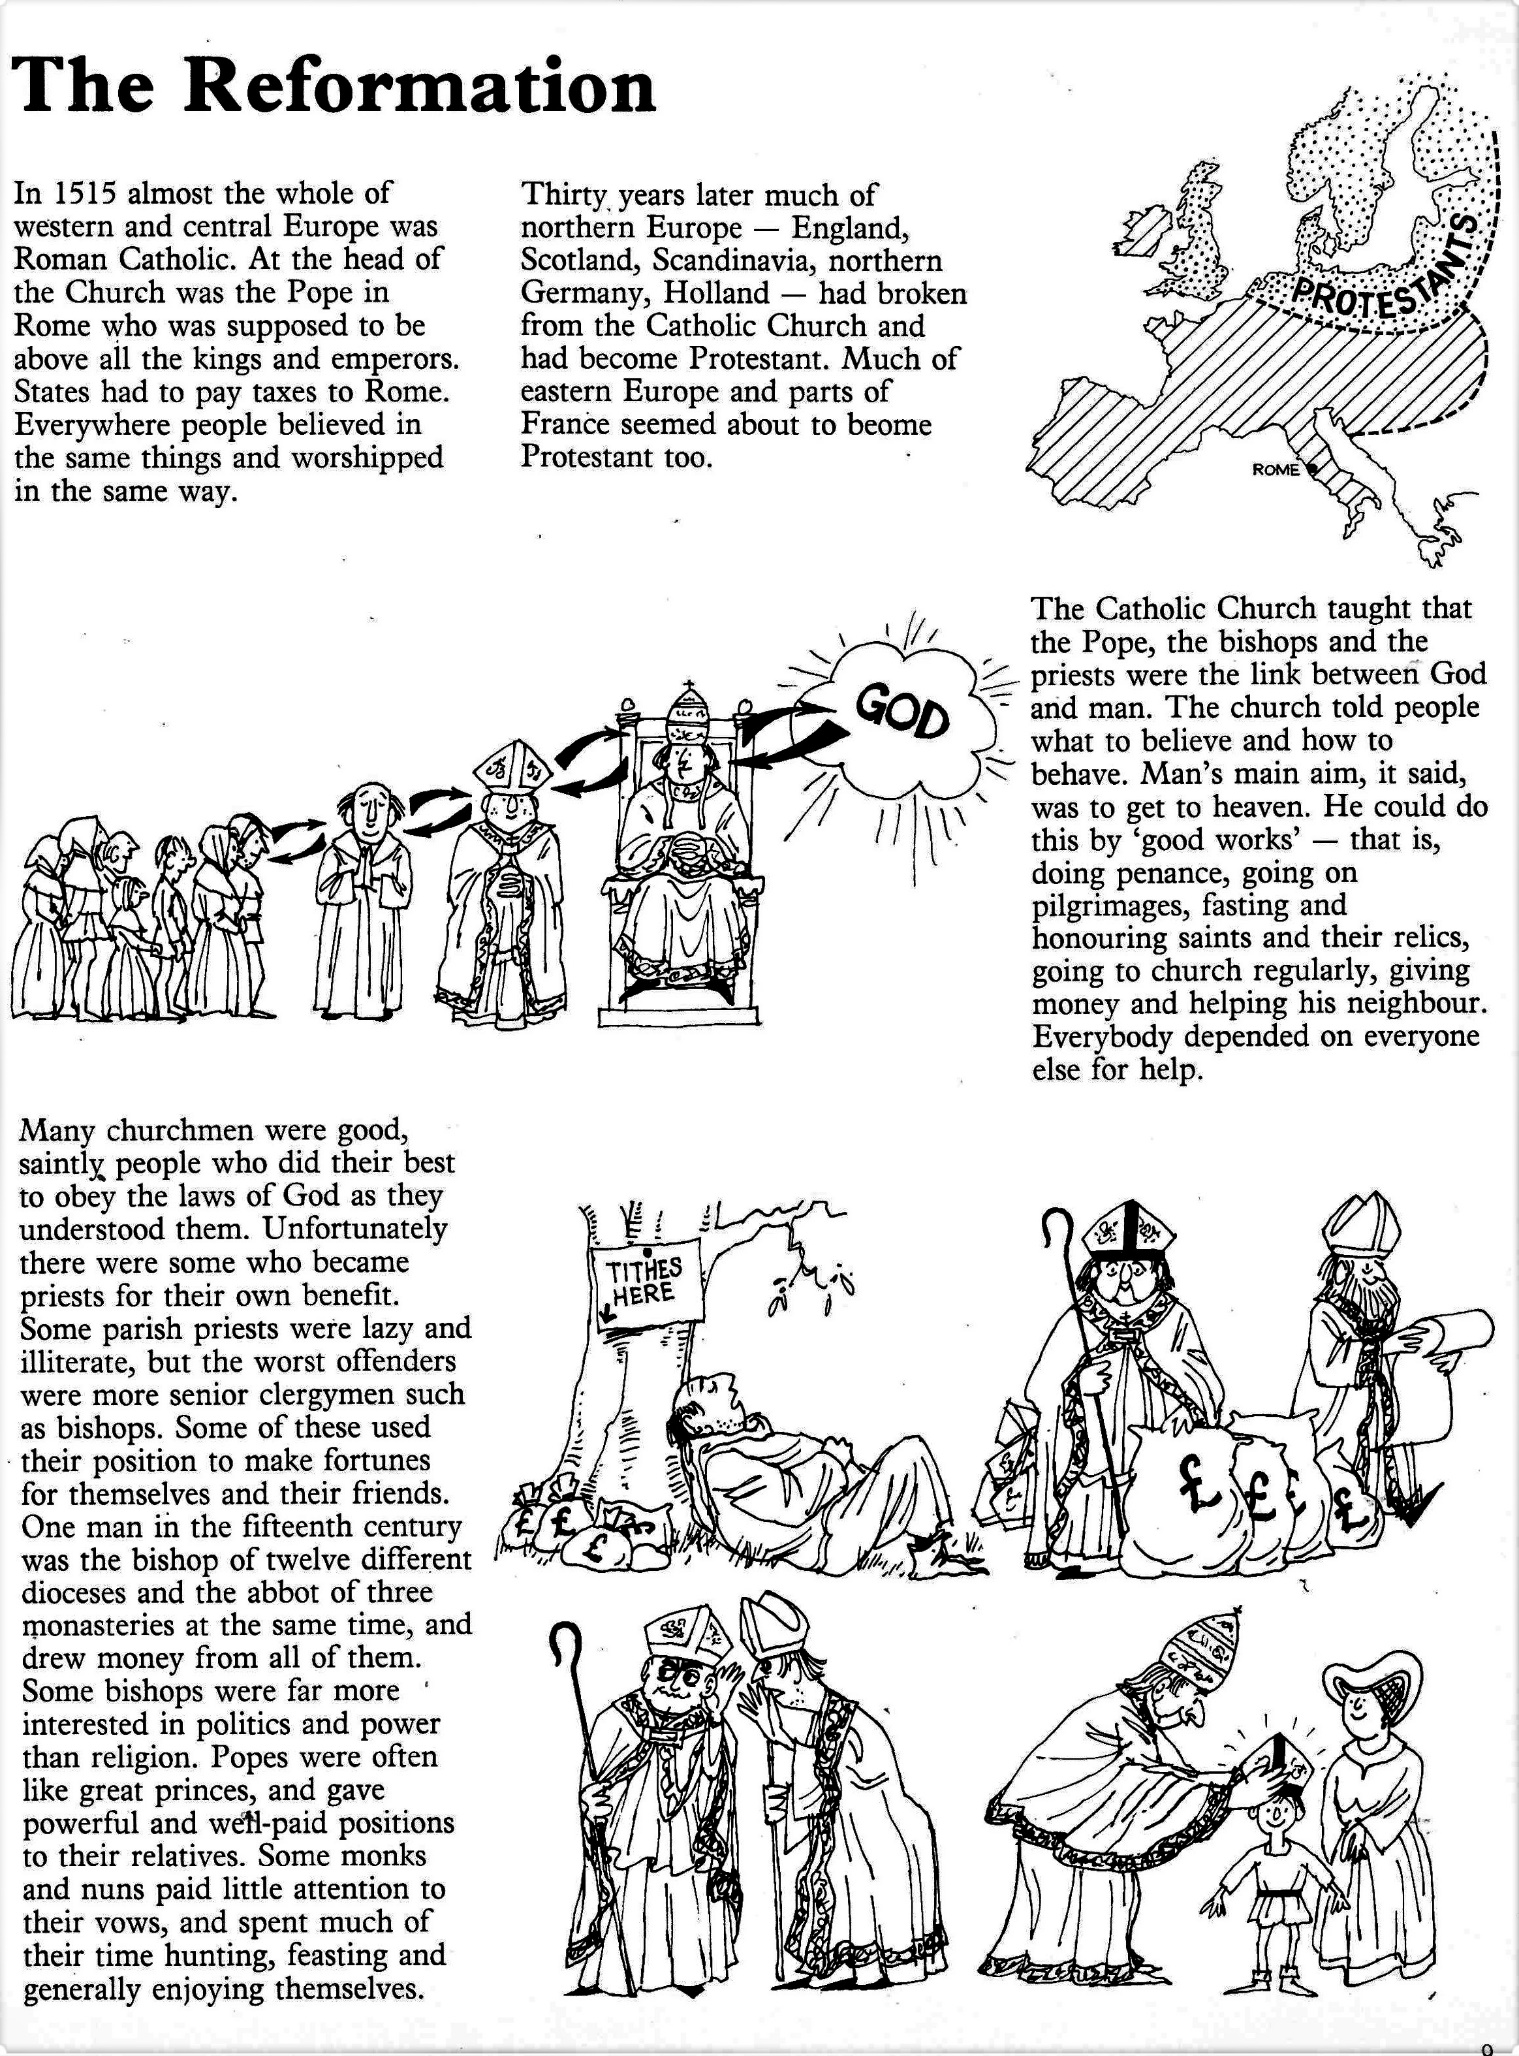 The Reformation
In 1515 almost the whole of
western and central Europe was
Roman Catholic. At the head of
the Church was the Pope in
Rome who was supposed to be
above all the kings and emperors.
States had to pay taxes to Rome.
Everywhere people believed in
the same things and worshipped
in the same way.
Thirty years later much of
northern Europe — England,
Scotland, Scandinavia, northern
Germany, Holland — had broken
from the Catholic Church and
had become Protestant. Much of
eastern Europe and parts of
France seemed about to beome
Protestant too.
PROTESTANTS
ROME
GOD
The Catholic Church taught that
the Pope, the bishops and the
priests were the link between God
and man. The church told people
what to believe and how to
behave. Man's main aim, it said,
was to get to heaven. He could do
this by 'good works' — that is,
doing penance, going on
pilgrimages, fasting and
honouring saints and their relics,
going to church regularly, giving
money and helping his neighbour.
Everybody depended on everyone
else for help.
Many churchmen were good,
saintly people who did their best
to obey the laws of God as they
understood them. Unfortunately
there were some who became
priests for their own benefit.
Some parish priests were lazy and
illiterate, but the worst offenders
were more senior clergymen such
as bishops. Some of these used
their position to make fortunes
for themselves and their friends.
One man in the fifteenth century
was the bishop of twelve different
dioceses and the abbot of three
monasteries at the same time, and
drew money from all of them.
Some bishops were far more
interested in politics and power
than religion. Popes were often
like great princes, and gave
powerful and well-paid positions
to their relatives. Some monks
and nuns paid little attention to
their vows, and spent much of
their time hunting, feasting and
generally enjoying themselves.
TITHES
HERE
£ £
£
£ £ £ £
9